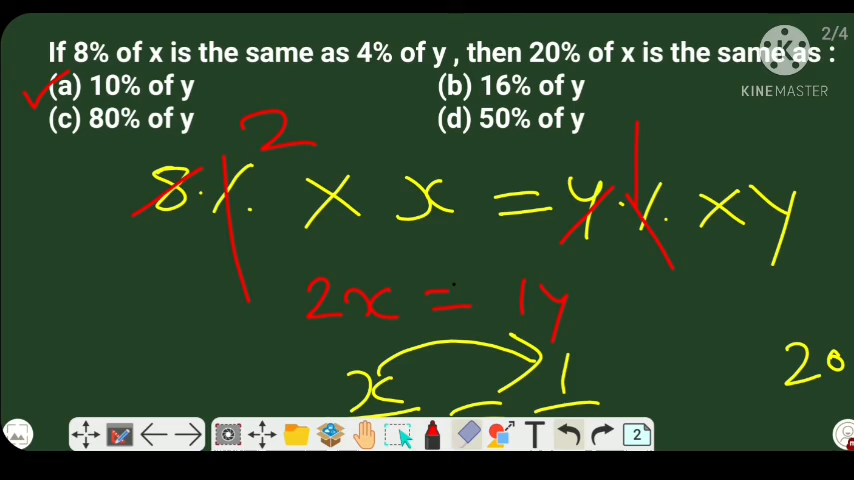 2/4
If 8% of x is the same as 4% of y , then 20% of x is the same as :
KINEMASTER
(a) 10% of y (b) 16% of y
(c) 80% of y (d) 50% of y
2
8% × x = 4% × y
2x = 1y
x 1
20
2